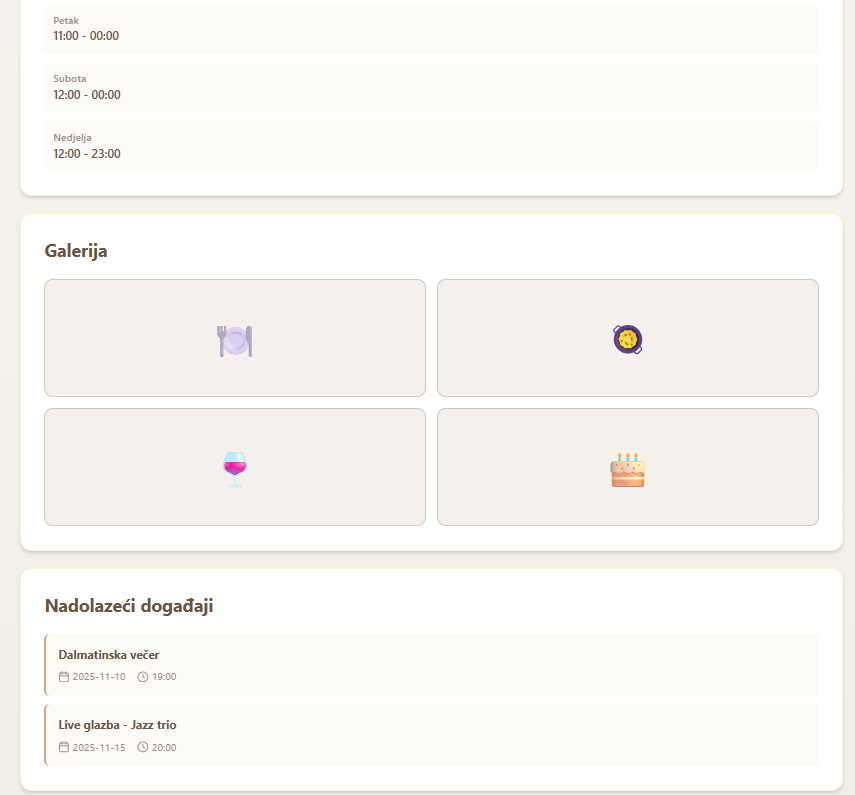 Petak
11:00 - 00:00
Subota
12:00 - 00:00
Nedjelja
12:00 - 23:00
Galerija
Nadolazeći događaji
Dalmatinska večer
2025-11-10 19:00
Live glazba - Jazz trio
2025-11-15 20:00